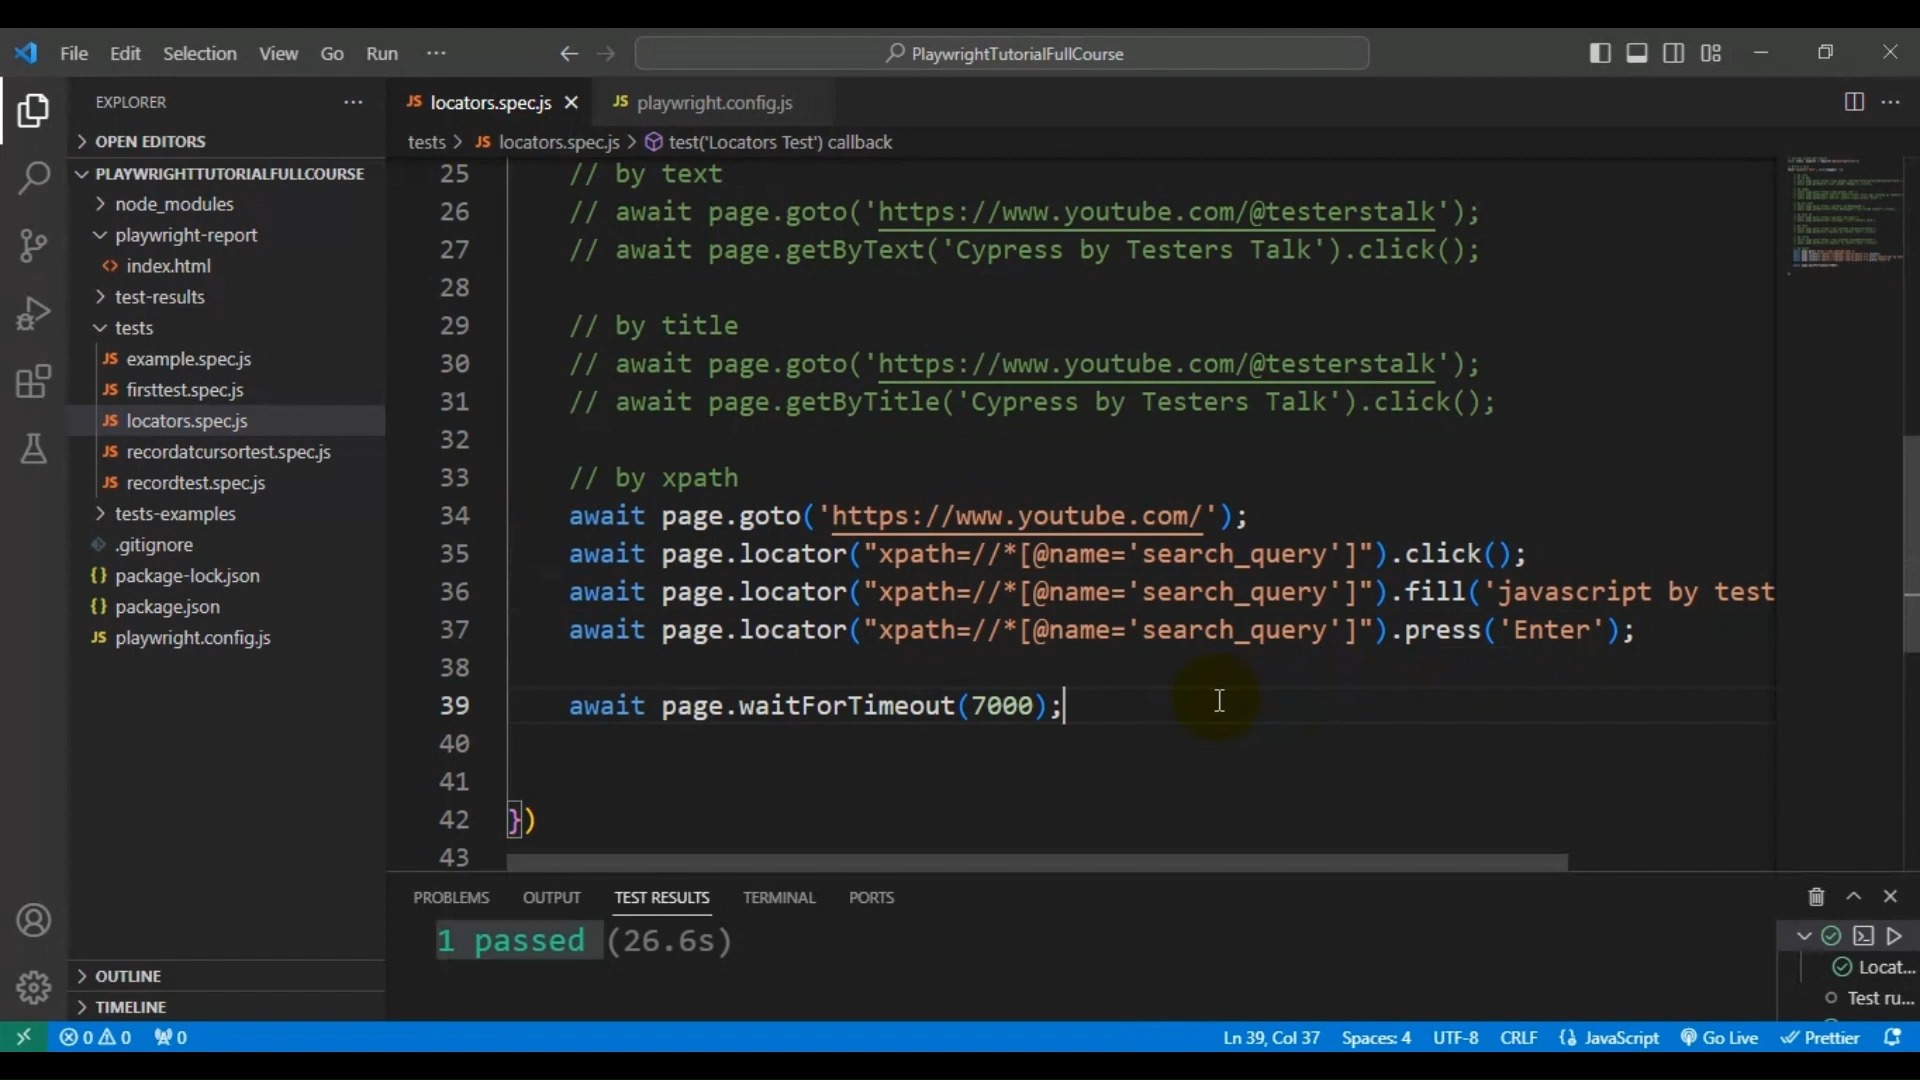 File Edit Selection View Go Run ··· PlaywrightTutorialFullCourse
EXPLORER ···
JS locators.spec.js JS playwright.config.js
OPEN EDITORS
tests > JS locators.spec.js > test('Locators Test') callback
PLAYWRIGHTTUTORIALFULLCOURSE
node_modules
playwright-report
<> index.html
test-results
tests
JS example.spec.js
JS firsttest.spec.js
JS locators.spec.js
JS recordatcursortest.spec.js
JS recordtest.spec.js
tests-examples
.gitignore
{} package-lock.json
{} package.json
JS playwright.config.js
OUTLINE
TIMELINE
25 // by text
26 // await page.goto('https://www.youtube.com/@testerstalk');
27 // await page.getByText('Cypress by Testers Talk').click();
28
29 // by title
30 // await page.goto('https://www.youtube.com/@testerstalk');
31 // await page.getByTitle('Cypress by Testers Talk').click();
32
33 // by xpath
34 await page.goto('https://www.youtube.com/');
35 await page.locator("xpath=//*[@name='search_query']").click();
36 await page.locator("xpath=//*[@name='search_query']").fill('javascript by test
37 await page.locator("xpath=//*[@name='search_query']").press('Enter');
38
39 await page.waitForTimeout(7000);
40
41
42 })
43
PROBLEMS OUTPUT TEST RESULTS TERMINAL PORTS
1 passed (26.6s)
Locat...
Test ru...
0 0 0 Ln 39, Col 37 Spaces: 4 UTF-8 CRLF {} JavaScript Go Live Prettier